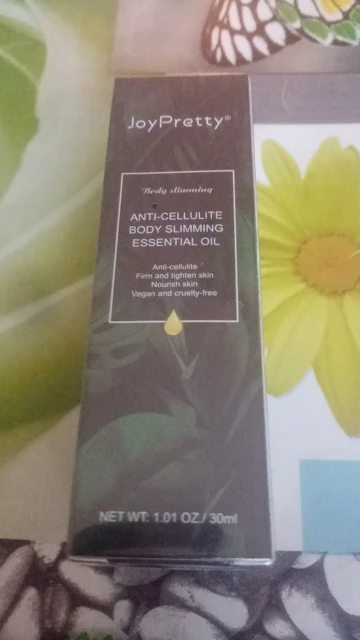 JoyPretty®
Body slimming
ANTI-CELLULITE
BODY SLIMMING
ESSENTIAL OIL
Anti-cellulite
Firm and tighten skin
Nourish skin
Vegan and cruelty-free
NET WT: 1.01 OZ / 30ml